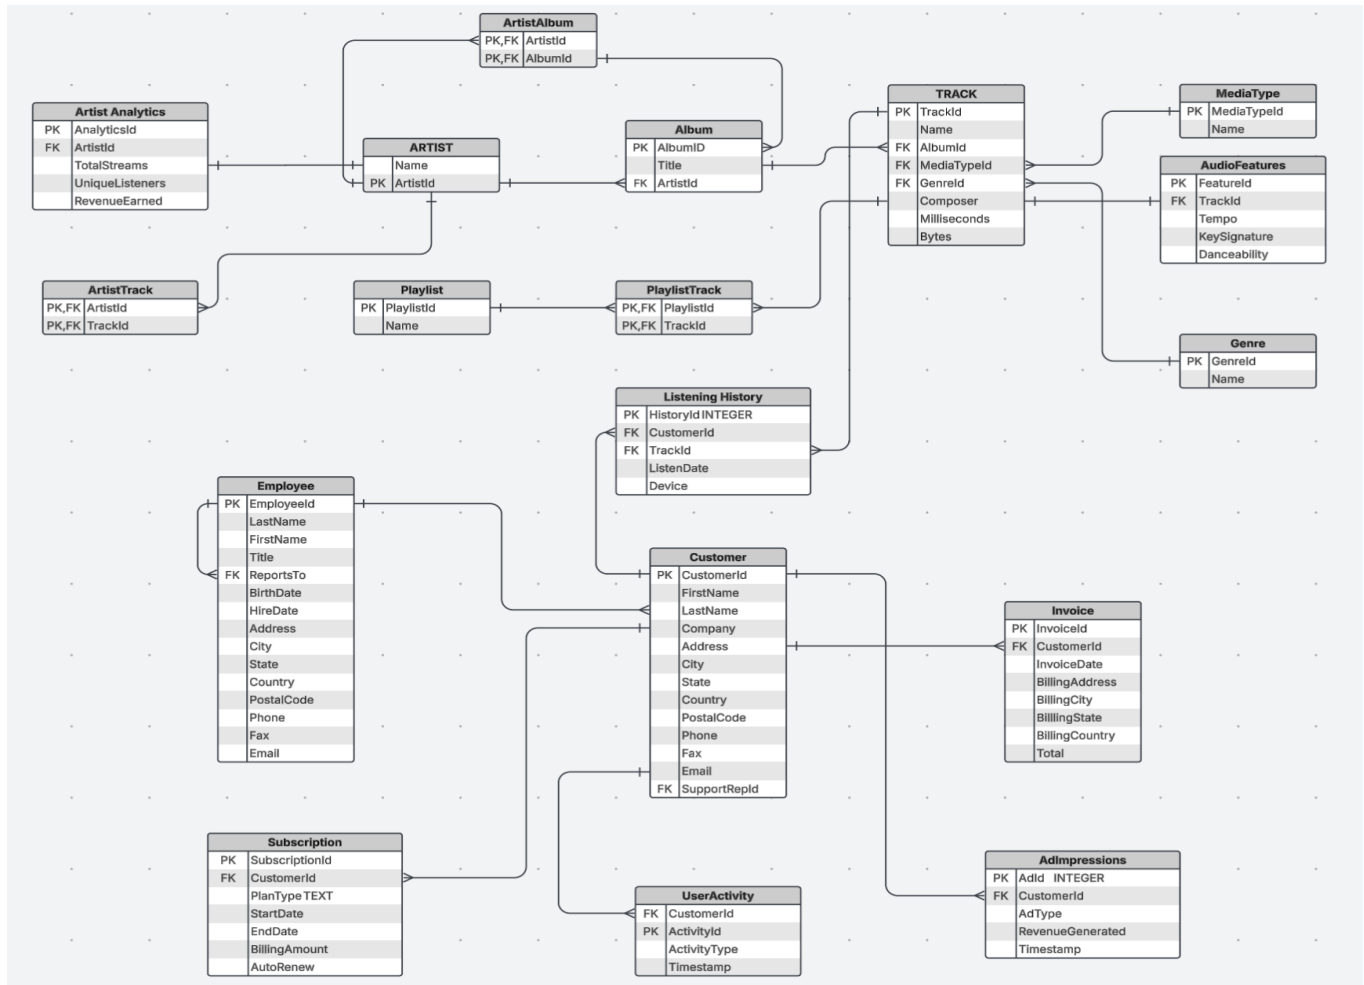 ArtistAlbum
PK,FK ArtistId
PK,FK AlbumId
Artist Analytics
PK AnalyticsId
FK ArtistId
TotalStreams
UniqueListeners
RevenueEarned
ARTIST
Name
PK ArtistId
Album
PK AlbumID
Title
FK ArtistId
TRACK
PK TrackId
Name
FK AlbumId
FK MediaTypeId
FK GenreId
Composer
Milliseconds
Bytes
MediaType
PK MediaTypeId
Name
AudioFeatures
PK FeatureId
FK TrackId
Tempo
KeySignature
Danceability
ArtistTrack
PK,FK ArtistId
PK,FK TrackId
Playlist
PK PlaylistId
Name
PlaylistTrack
PK,FK PlaylistId
PK,FK TrackId
Genre
PK GenreId
Name
Listening History
PK HistoryId INTEGER
FK CustomerId
FK TrackId
ListenDate
Device
Employee
PK EmployeeId
LastName
FirstName
Title
FK ReportsTo
BirthDate
HireDate
Address
City
State
Country
PostalCode
Phone
Fax
Email
Customer
PK CustomerId
FirstName
LastName
Company
Address
City
State
Country
PostalCode
Phone
Fax
Email
FK SupportRepId
Invoice
PK InvoiceId
FK CustomerId
InvoiceDate
BillingAddress
BillingCity
BilllingState
BillingCountry
Total
Subscription
PK SubscriptionId
FK CustomerId
PlanType TEXT
StartDate
EndDate
BillingAmount
AutoRenew
UserActivity
FK CustomerId
PK ActivityId
ActivityType
Timestamp
AdImpressions
PK AdId INTEGER
FK CustomerId
AdType
RevenueGenerated
Timestamp